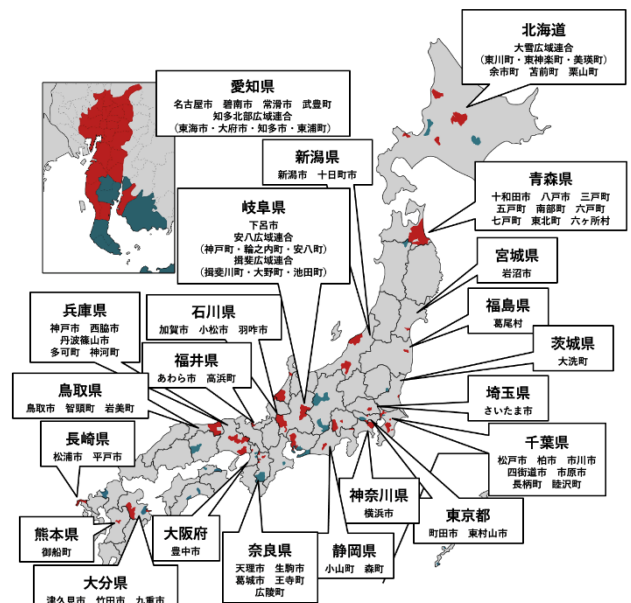 北海道
大雪広域連合
（東川町・東神楽町・美瑛町）
余市町 苫前町 栗山町
愛知県
名古屋市 碧南市 常滑市 武豊町
知多北部広域連合
（東海市・大府市・知多市・東浦町）
新潟県
新潟市 十日町市
青森県
十和田市 八戸市 三戸町
五戸町 南部町 六戸町
七戸町 東北町 六ヶ所村
岐阜県
下呂市
安八広域連合
（神戸町・輪之内町・安八町）
揖斐広域連合
（揖斐川町・大野町・池田町）
宮城県
岩沼市
福島県
葛尾村
兵庫県
神戸市 西脇市
丹波篠山市
多可町 神河町
石川県
加賀市 小松市 羽咋市
茨城県
大洗町
福井県
あわら市 高浜町
鳥取県
鳥取市 智頭町 岩美町
埼玉県
さいたま市
千葉県
松戸市 柏市 市川市
四街道市 市原市
長柄町 睦沢町
長崎県
松浦市 平戸市
神奈川県
横浜市
東京都
町田市 東村山市
熊本県
御船町
大阪府
豊中市
奈良県
天理市 生駒市
葛城市 王寺町
広陵町
静岡県
小山町 森町
大分県
津久見市 竹田市 九重市